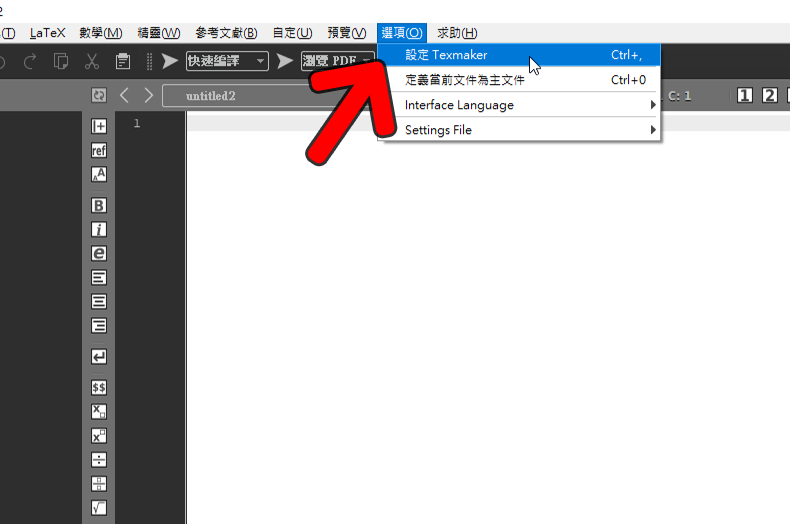 2
(T) LaTeX 數學(M) 精靈(W) 參考文獻(B) 自定(U) 預覽(V) 選項(O) 求助(H)
快速編譯 瀏覽 PDF
設定 Texmaker Ctrl+,
定義當前文件為主文件 Ctrl+0
Interface Language
Settings File
untitled2
C: 1 1 2
1
ref
A A
B
i
e
$$
X
X